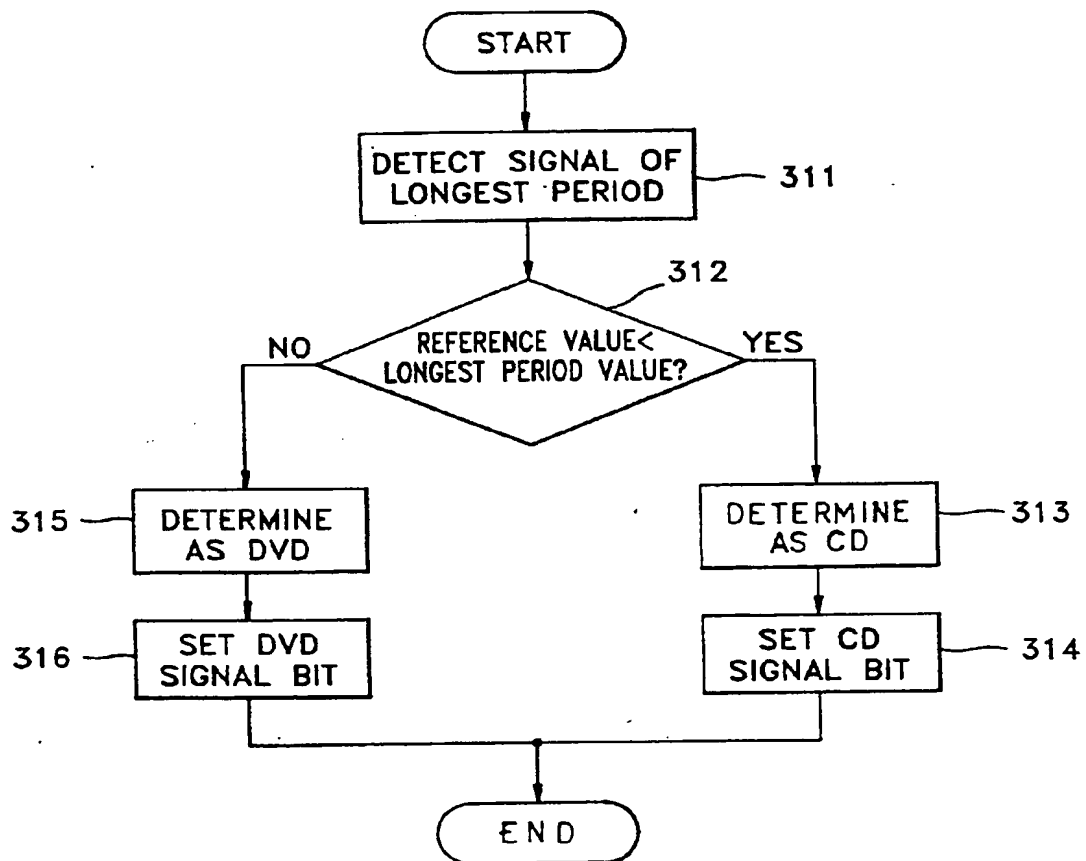 START
DETECT SIGNAL OF
LONGEST PERIOD
311
312
REFERENCE VALUE<
LONGEST PERIOD VALUE?
NO
YES
315
DETERMINE
AS DVD
DETERMINE
AS CD
313
316
SET DVD
SIGNAL BIT
SET CD
SIGNAL BIT
314
END